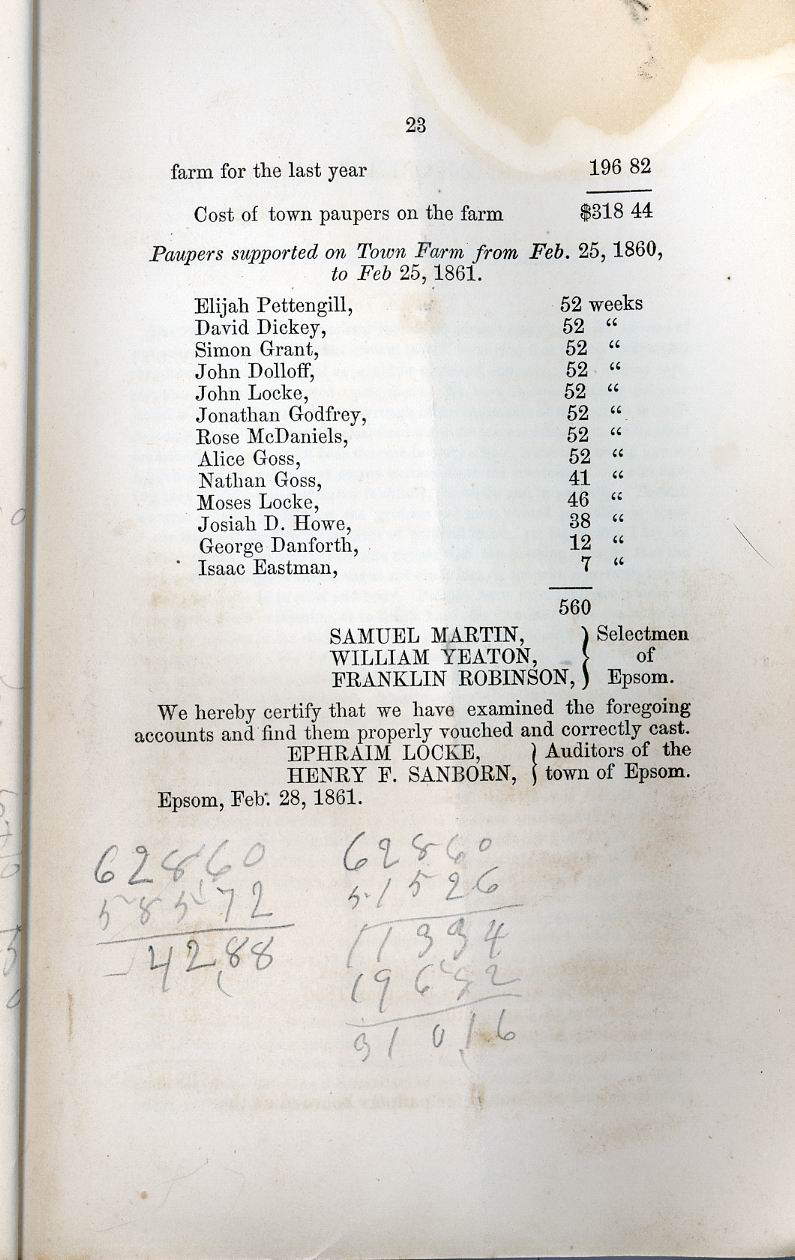 23
farm for the last year 196 82
Cost of town paupers on the farm $318 44
Paupers supported on Town Farm from Feb. 25, 1860,
to Feb 25, 1861.
Elijah Pettengill, 52 weeks
David Dickey, 52 “
Simon Grant, 52 “
John Dolloff, 52 “
John Locke, 52 “
Jonathan Godfrey, 52 “
Rose McDaniels, 52 “
Alice Goss, 52 “
Nathan Goss, 41 “
Moses Locke, 46 “
Josiah D. Howe, 38 “
George Danforth, 12 “
Isaac Eastman, 7 “
560
SAMUEL MARTIN, } Selectmen
WILLIAM YEATON, } of
FRANKLIN ROBINSON, } Epsom.
We hereby certify that we have examined the foregoing
accounts and find them properly vouched and correctly cast.
EPHRAIM LOCKE, } Auditors of the
HENRY F. SANBORN, } town of Epsom.
Epsom, Feb. 28, 1861.
62860 62860
58572 51526
4288 11334
19682
31016